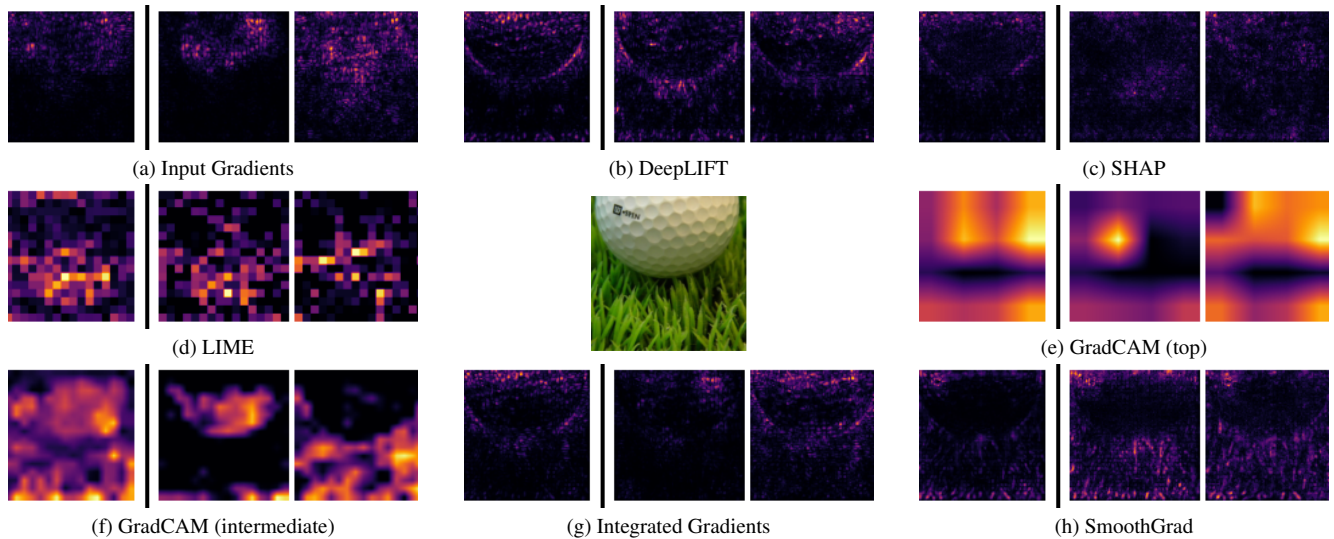 (a) Input Gradients
(b) DeepLIFT
(c) SHAP
(d) LIME
(e) GradCAM (top)
(f) GradCAM (intermediate)
(g) Integrated Gradients
(h) SmoothGrad